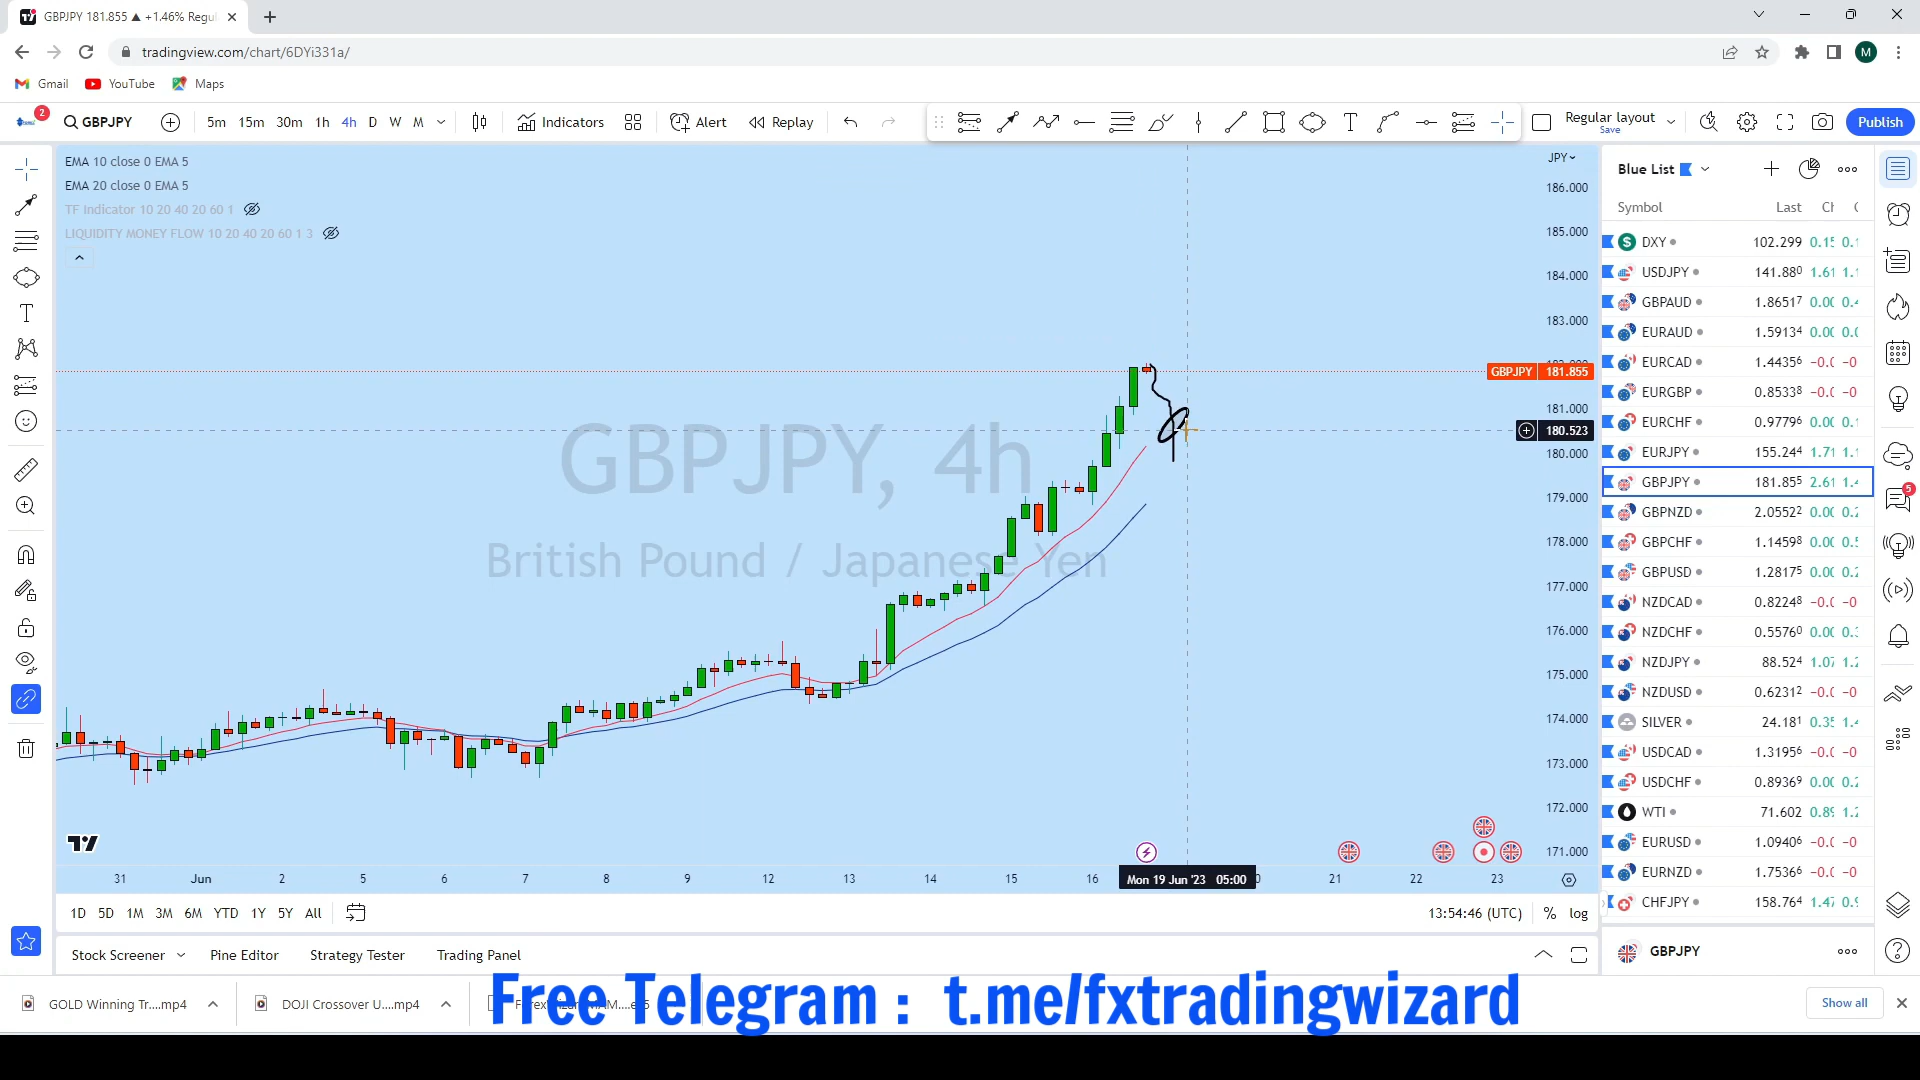 GBPJPY 181.855 ▲ +1.46% Regul
tradingview.com/chart/6DYi331a/
M
Gmail YouTube Maps
2
GBPJPY 5m 15m 30m 1h 4h D W M Indicators Alert Replay T Regular layout Save Publish
EMA 10 close 0 EMA 5
EMA 20 close 0 EMA 5
TF Indicator 10 20 40 20 60 1
LIQUIDITY MONEY FLOW 10 20 40 20 60 1 3
GBPJPY, 4h
British Pound / Japanese Yen
JPY
186.000
185.000
184.000
183.000
GBPJPY 181.855
181.000
180.523
180.000
179.000
178.000
177.000
176.000
175.000
174.000
173.000
172.000
171.000
31 Jun 2 5 6 7 8 9 12 13 14 15 16 Mon 19 Jun '23 05:00 21 22 23
1D 5D 1M 3M 6M YTD 1Y 5Y All 13:54:46 (UTC) % log
Stock Screener Pine Editor Strategy Tester Trading Panel
Blue List
Symbol Last
DXY 102.299
USDJPY 141.880 1.61
GBPAUD 1.86517
EURAUD 1.59134
EURCAD 1.44356
EURGBP 0.85338
EURCHF 0.97796
EURJPY 155.244 1.71
GBPJPY 181.855 2.61
GBPNZD 2.05522
GBPCHF 1.14598
GBPUSD 1.28175
NZDCAD 0.82248
NZDCHF 0.55760
NZDJPY 88.524 1.07
NZDUSD 0.62312
SILVER 24.181
USDCAD 1.31956
USDCHF 0.89369
WTI 71.602
EURUSD 1.09406
EURNZD 1.75366
CHFJPY 158.764
GBPJPY
5
GOLD Winning Tr....mp4 DOJI Crossover U....mp4
Show all
Free Telegram : t.me/fxtradingwizard